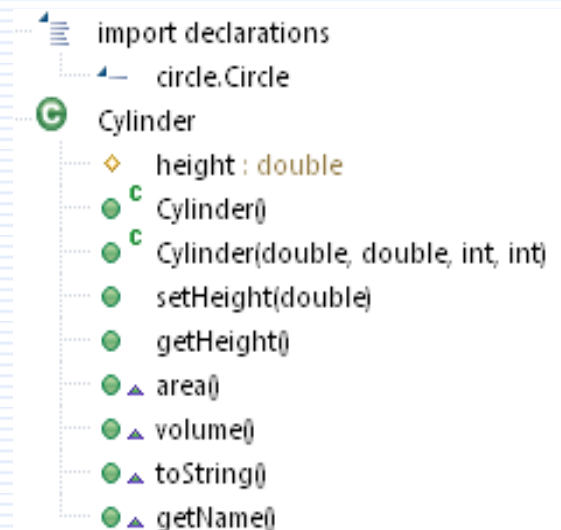 import declarations
circle.Circle
C Cylinder
height : double
C Cylinder()
C Cylinder(double, double, int, int)
setHeight(double)
getHeight()
area()
volume()
toString()
getName()